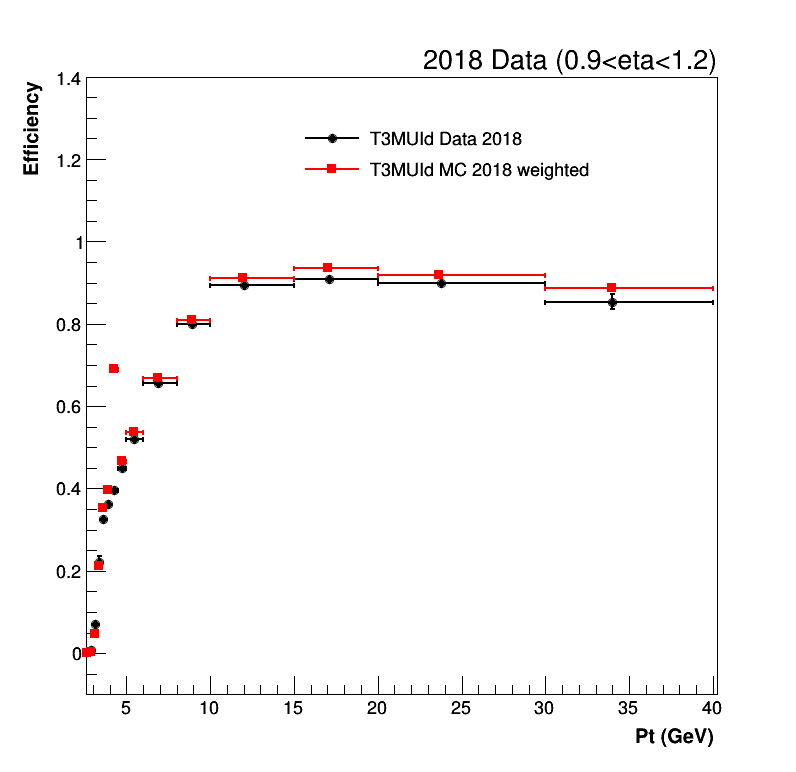 2018 Data (0.9<eta<1.2)
Efficiency
1.4
1.2
1
0.8
0.6
0.4
0.2
0
T3MUId Data 2018
T3MUId MC 2018 weighted
5 10 15 20 25 30 35 40
Pt (GeV)